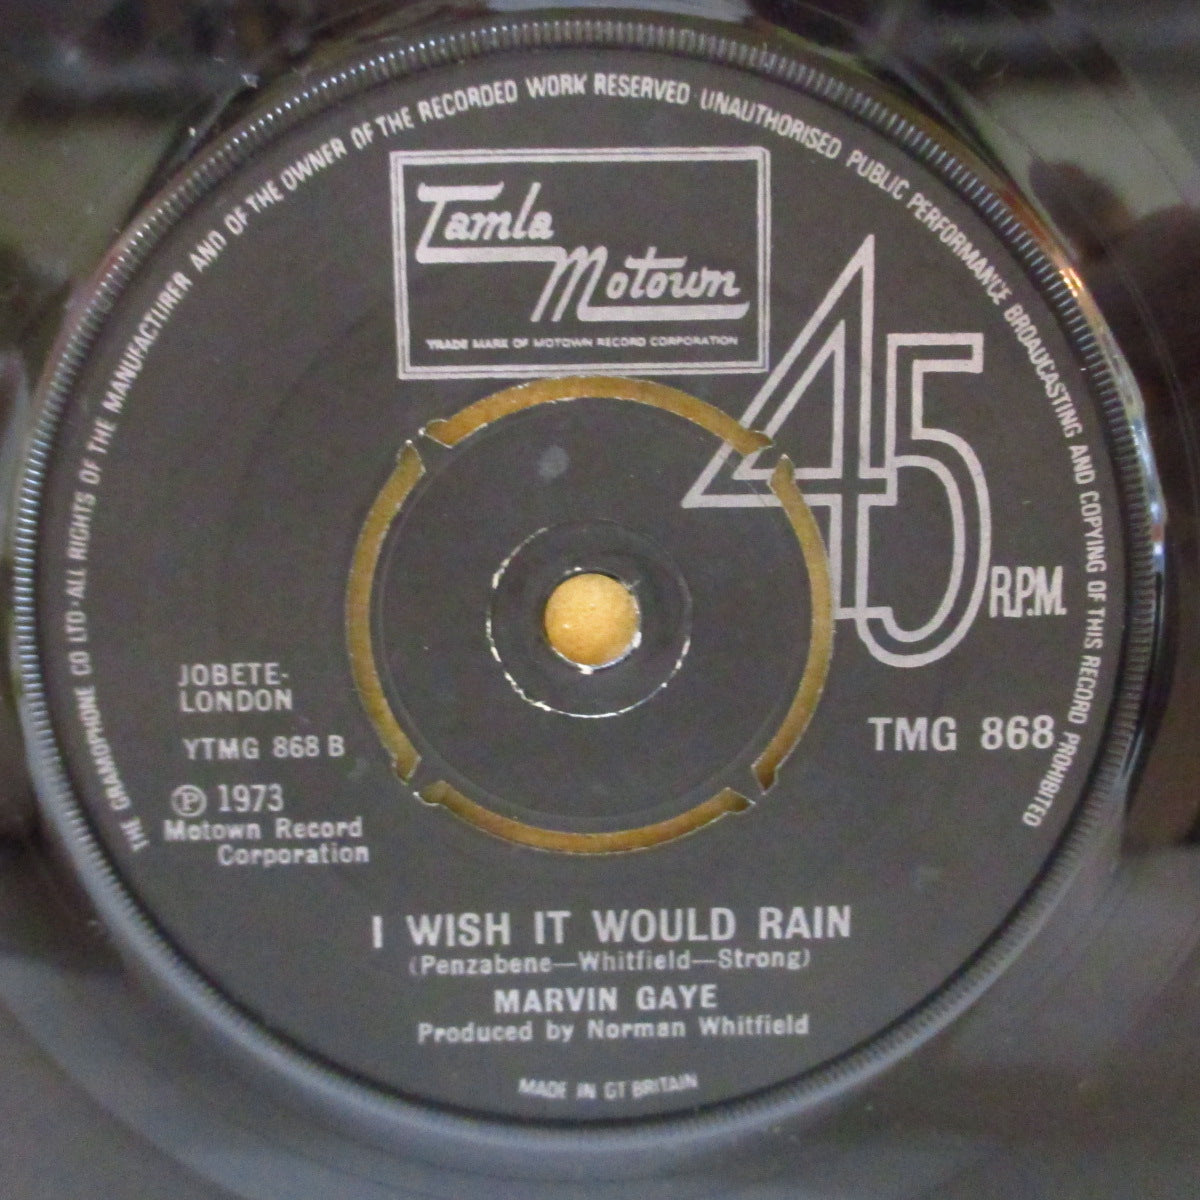 THE GRAMOPHONE CO LTD·ALL RIGHTS OF THE MANUFACTURER AND OF THE OWNER OF THE RECORDED WORK RESERVED UNAUTHORISED PUBLIC PERFORMANCE BROADCASTING AND COPYING OF THIS RECORD PROHIBITED
Tamla
Motown
TRADE MARK OF MOTOWN RECORD CORPORATION
45
R.P.M.
JOBETE-
LONDON
YTMG 868 B
TMG 868
Ⓟ 1973
Motown Record
Corporation
I WISH IT WOULD RAIN
(Penzabene—Whitfield—Strong)
MARVIN GAYE
Produced by Norman Whitfield
MADE IN GT BRITAIN